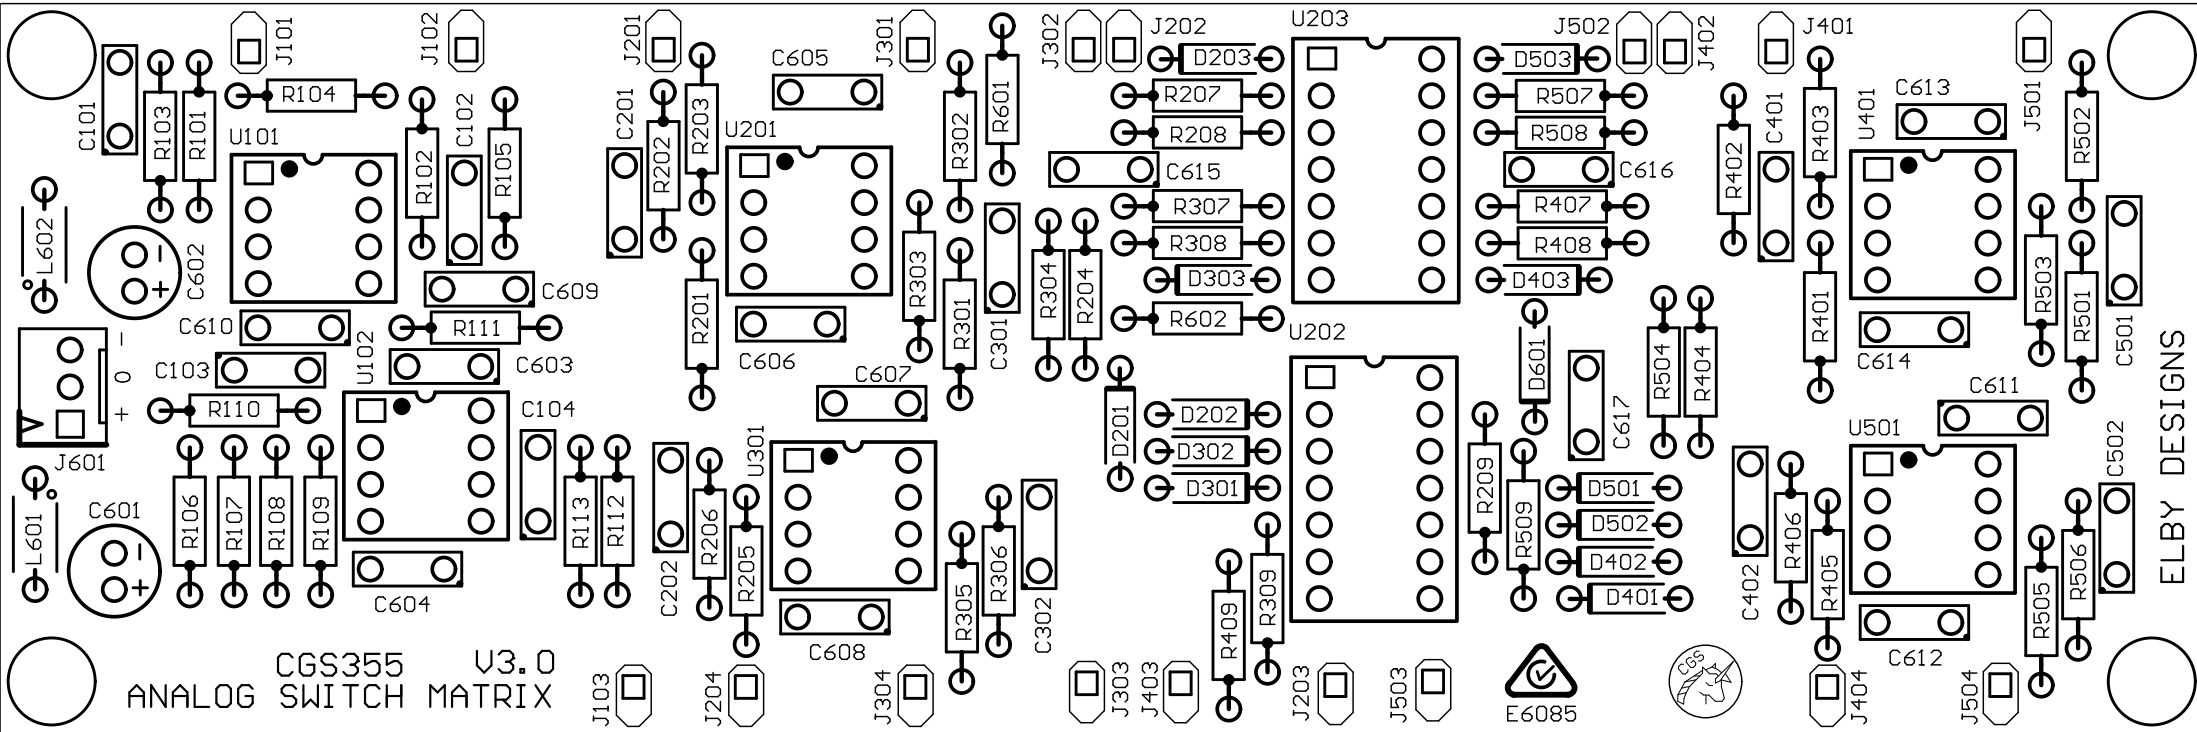 J101
J102
J201
J301
J302
J202
U203
J502
J402
J401
J501
C101
R103
R101
R104
U101
R102
C102
R105
C201
R202
R203
C605
U201
R302
R601
D203
D503
R207
R507
R208
R508
C615
C616
R402
C401
R403
U401
C613
R502
L602
C602
R201
R303
R301
C301
R304
R204
R307
R407
R308
R408
D303
D403
R602
U202
R401
R503
R501
C501
C609
C610
R111
C606
D601
R504
R404
C614
- 0 +
V
J601
C103
U102
C603
R110
C104
C607
D201
D202
D302
D301
C617
C611
U501
C502
L601
C601
R106
R107
R108
R109
R113
R112
C202
R206
R205
U301
R305
R306
C302
R409
R309
R209
R509
D501
D502
D402
D401
C402
R406
R405
R505
R506
C604
C608
C612
-
+
-
+
CGS355 V3.0
ANALOG SWITCH MATRIX
J103
J204
J304
J303
J403
J203
J503
E6085
CGS
J404
J504
ELBY DESIGNS